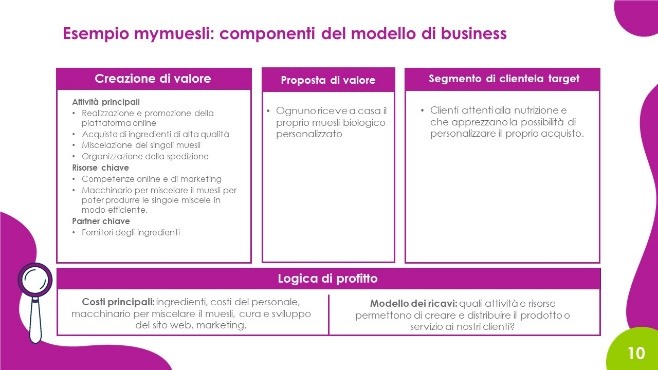 Esempio mymuesli: componenti del modello di business
Creazione di valore
Attività principali
• Realizzazione e promozione della
piattaforma online
• Acquisto di ingredienti di alta qualità
• Miscelazione dei singoli muesli
• Organizzazione della spedizione
Risorse chiave
• Competenze online e di marketing
• Macchinario per miscelare il muesli per
poter produrre le singole miscele in
modo efficiente.
Partner chiave
• Fornitori degli ingredienti
Proposta di valore
• Ognuno riceve a casa il
proprio muesli biologico
personalizzato
Segmento di clientela target
• Clienti attenti alla nutrizione e
che apprezzano la possibilità di
personalizzare il proprio acquisto.
Logica di profitto
Costi principali: ingredienti, costi del personale,
macchinario per miscelare il muesli, cura e sviluppo
del sito web, marketing.
Modello dei ricavi: quali attività e risorse
permettono di creare e distribuire il prodotto o
servizio ai nostri clienti?
10